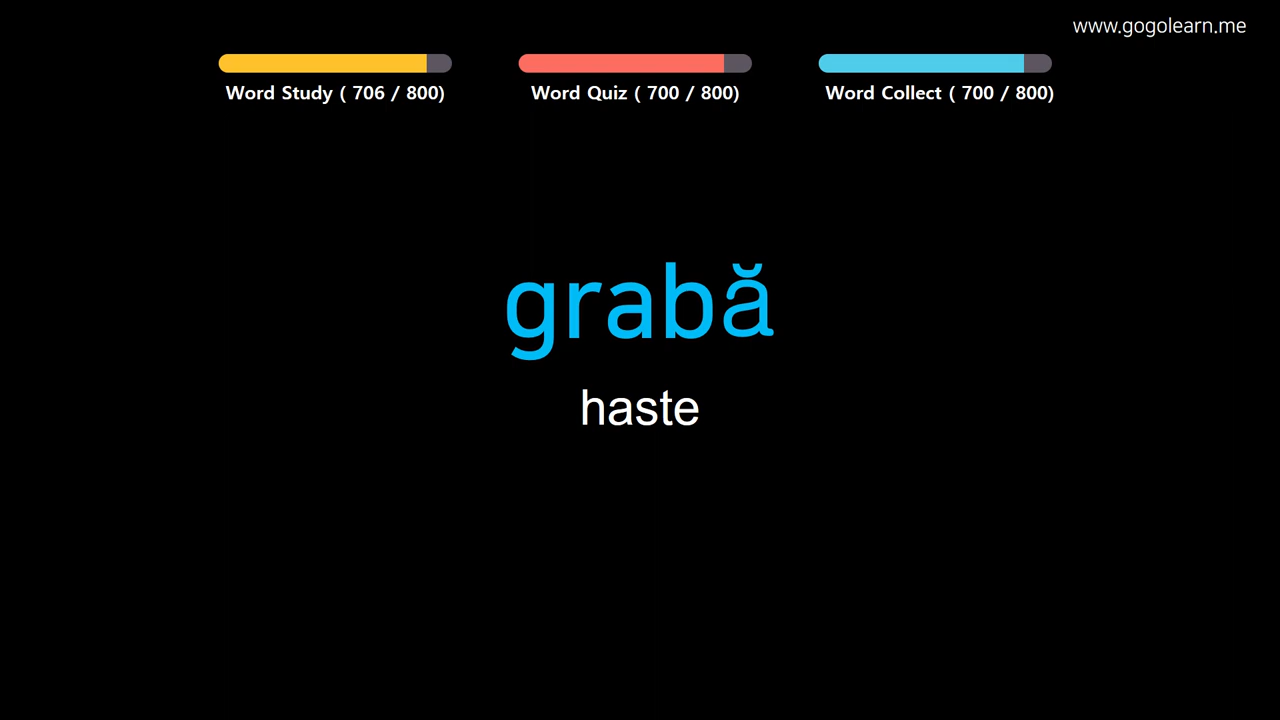 www.gogolearn.me
Word Study ( 706 / 800)
Word Quiz ( 700 / 800)
Word Collect ( 700 / 800)
grabă
haste